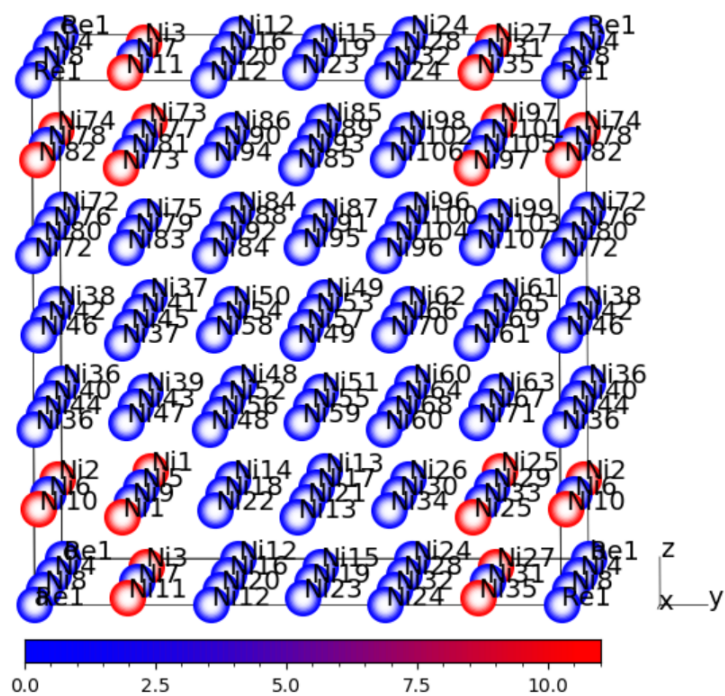 Re1 Ni3 Ni12 Ni15 Ni24 Ni27 Re1
Ni4 Ni7 Ni16 Ni19 Ni28 Ni31 Ni4
Ni8 Ni11 Ni20 Ni23 Ni32 Ni35 Ni8
Re1 Ni12 Ni24 Re1
Ni74 Ni73 Ni86 Ni85 Ni98 Ni97 Ni74
Ni78 Ni77 Ni90 Ni89 Ni102 Ni101 Ni78
Ni82 Ni81 Ni94 Ni93 Ni106 Ni105 Ni82
Ni73 Ni85 Ni97
Ni72 Ni75 Ni84 Ni87 Ni96 Ni99 Ni72
Ni76 Ni79 Ni88 Ni91 Ni100 Ni103 Ni76
Ni80 Ni83 Ni92 Ni95 Ni104 Ni107 Ni80
Ni72 Ni84 Ni96 Ni72
Ni38 Ni37 Ni50 Ni49 Ni62 Ni61 Ni38
Ni42 Ni41 Ni54 Ni53 Ni66 Ni65 Ni42
Ni46 Ni45 Ni58 Ni57 Ni70 Ni69 Ni46
Ni37 Ni49 Ni61
Ni36 Ni39 Ni48 Ni51 Ni60 Ni63 Ni36
Ni40 Ni43 Ni52 Ni55 Ni64 Ni67 Ni40
Ni44 Ni47 Ni56 Ni59 Ni68 Ni71 Ni44
Ni36 Ni48 Ni60 Ni36
Ni2 Ni1 Ni14 Ni13 Ni26 Ni25 Ni2
Ni6 Ni5 Ni18 Ni17 Ni30 Ni29 Ni6
Ni10 Ni9 Ni22 Ni21 Ni34 Ni33 Ni10
Ni1 Ni13 Ni25
Re1 Ni3 Ni12 Ni15 Ni24 Ni27 Re1
Ni4 Ni7 Ni16 Ni19 Ni28 Ni31 Ni4
Ni8 Ni11 Ni20 Ni23 Ni32 Ni35 Ni8
Re1 Ni12 Ni24 Re1
z
x y
0.0 2.5 5.0 7.5 10.0